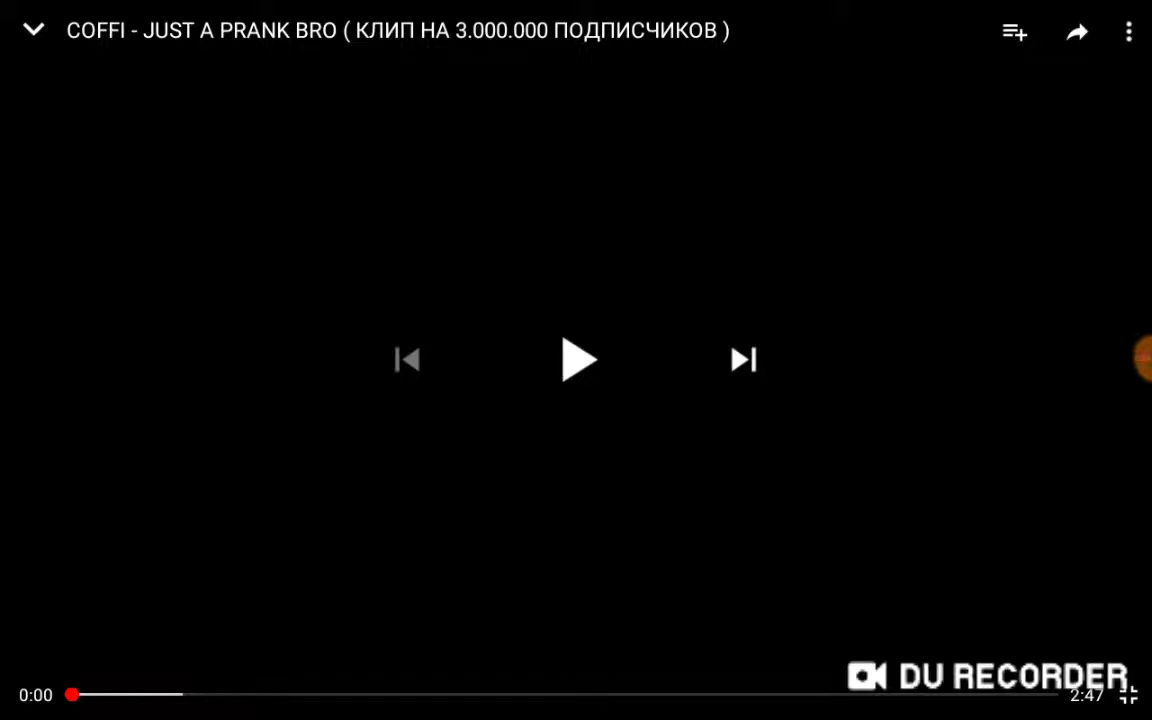 COFFI - JUST A PRANK BRO ( КЛИП НА 3.000.000 ПОДПИСЧИКОВ )
DU RECORDER
0:00
2:47